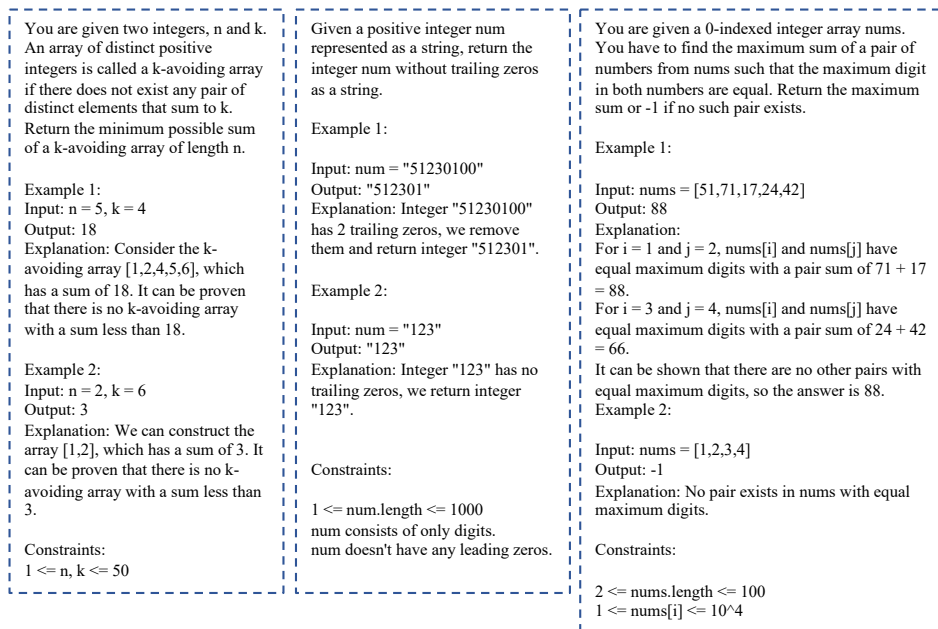 You are given two integers, n and k.
An array of distinct positive
integers is called a k-avoiding array
if there does not exist any pair of
distinct elements that sum to k.
Return the minimum possible sum
of a k-avoiding array of length n.
Example 1:
Input: n = 5, k = 4
Output: 18
Explanation: Consider the k-
avoiding array [1,2,4,5,6], which
has a sum of 18. It can be proven
that there is no k-avoiding array
with a sum less than 18.
Example 2:
Input: n = 2, k = 6
Output: 3
Explanation: We can construct the
array [1,2], which has a sum of 3. It
can be proven that there is no k-
avoiding array with a sum less than
3.
Constraints:
1 <= n, k <= 50
Given a positive integer num
represented as a string, return the
integer num without trailing zeros
as a string.
Example 1:
Input: num = "51230100"
Output: "512301"
Explanation: Integer "51230100"
has 2 trailing zeros, we remove
them and return integer "512301".
Example 2:
Input: num = "123"
Output: "123"
Explanation: Integer "123" has no
trailing zeros, we return integer
"123".
Constraints:
1 <= num.length <= 1000
num consists of only digits.
num doesn't have any leading zeros.
You are given a 0-indexed integer array nums.
You have to find the maximum sum of a pair of
numbers from nums such that the maximum digit
in both numbers are equal. Return the maximum
sum or -1 if no such pair exists.
Example 1:
Input: nums = [51,71,17,24,42]
Output: 88
Explanation:
For i = 1 and j = 2, nums[i] and nums[j] have
equal maximum digits with a pair sum of 71 + 17
= 88.
For i = 3 and j = 4, nums[i] and nums[j] have
equal maximum digits with a pair sum of 24 + 42
= 66.
It can be shown that there are no other pairs with
equal maximum digits, so the answer is 88.
Example 2:
Input: nums = [1,2,3,4]
Output: -1
Explanation: No pair exists in nums with equal
maximum digits.
Constraints:
2 <= nums.length <= 100
1 <= nums[i] <= 10^4